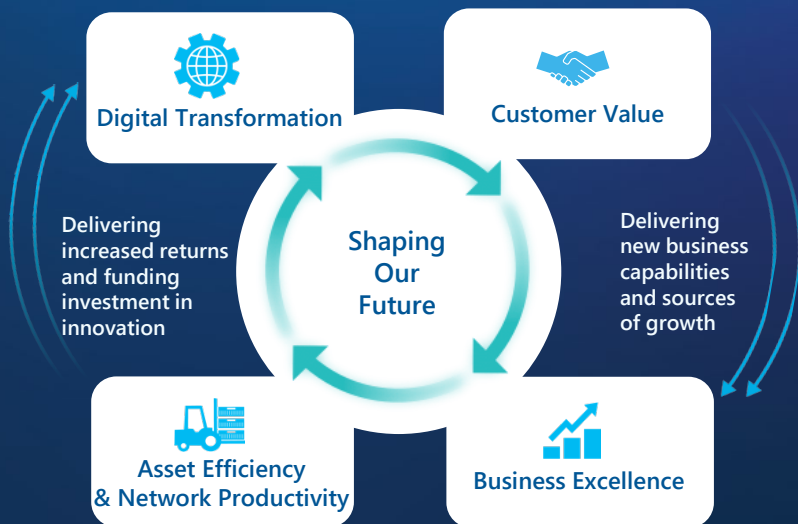 Digital Transformation
Customer Value
Delivering
increased returns
and funding
investment in
innovation
Shaping
Our
Future
Delivering
new business
capabilities
and sources
of growth
Asset Efficiency
& Network Productivity
Business Excellence